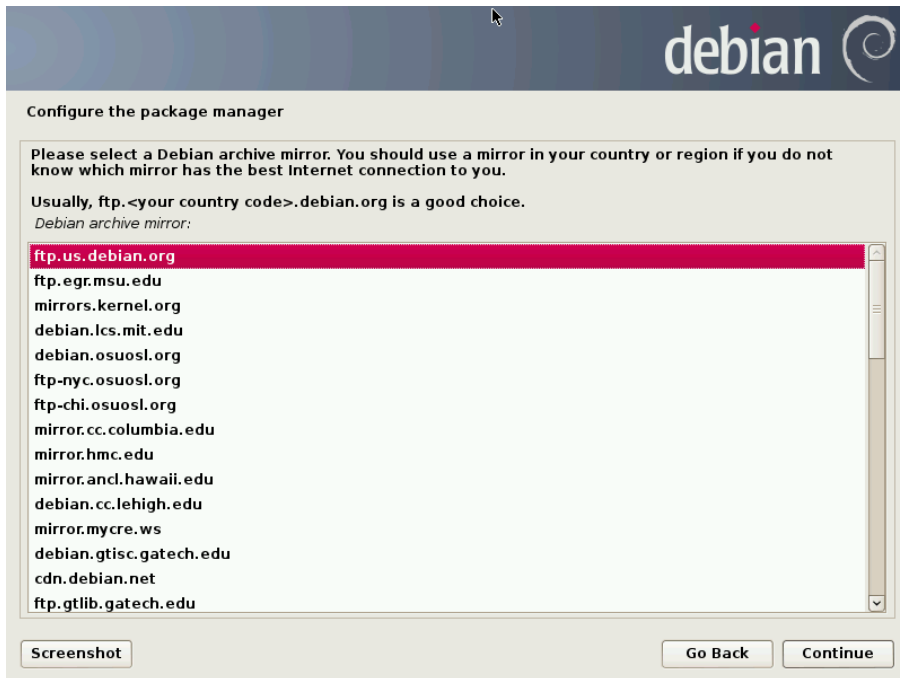 debian
Configure the package manager
Please select a Debian archive mirror. You should use a mirror in your country or region if you do not
know which mirror has the best Internet connection to you.
Usually, ftp.<your country code>.debian.org is a good choice.
Debian archive mirror:
ftp.us.debian.org
ftp.egr.msu.edu
mirrors.kernel.org
debian.lcs.mit.edu
debian.osuosl.org
ftp-nyc.osuosl.org
ftp-chi.osuosl.org
mirror.cc.columbia.edu
mirror.hmc.edu
mirror.ancl.hawaii.edu
debian.cc.lehigh.edu
mirror.mycre.ws
debian.gtisc.gatech.edu
cdn.debian.net
ftp.gtlib.gatech.edu
Screenshot
Go Back
Continue